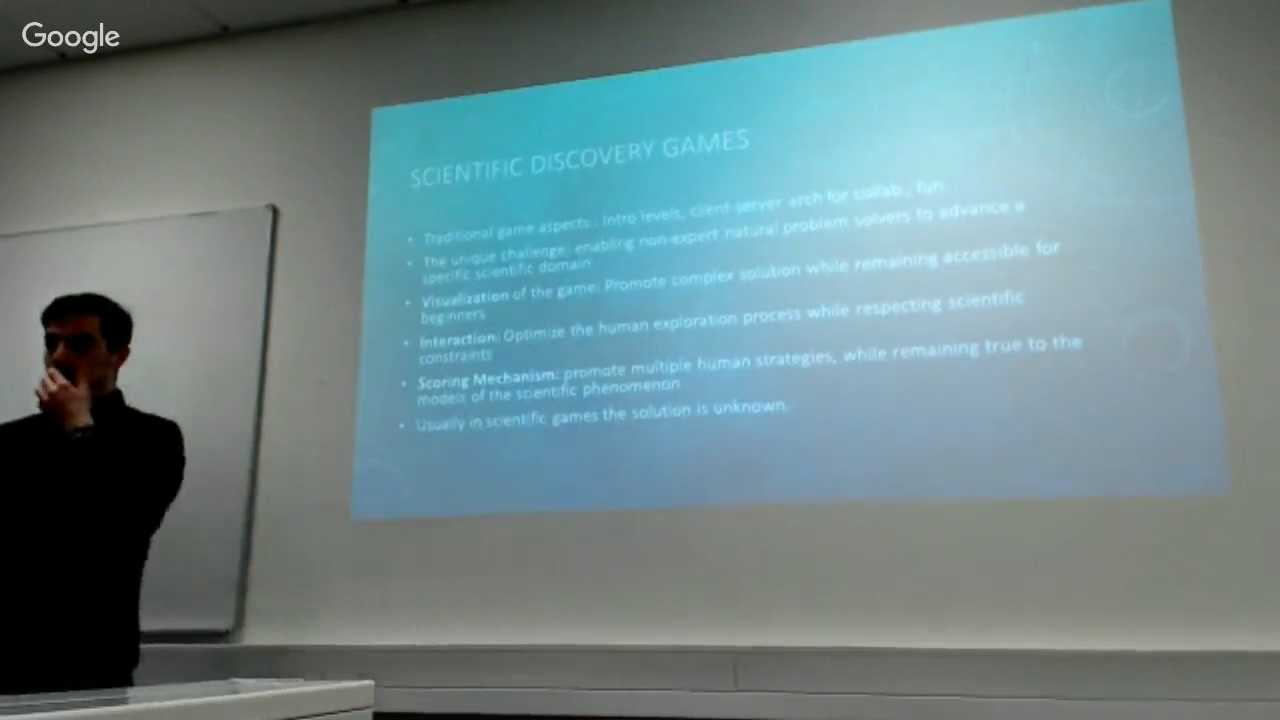 Google
SCIENTIFIC DISCOVERY GAMES
• Traditional game aspects : Intro levels, client server arch for collab , fun
• The unique challenge: enabling non-expert natural problem solvers to advance a
specific scientific domain
• Visualization of the game: Promote complex solution while remaining accessible for
beginners
• Interaction: Optimize the human exploration process while respecting scientific
constraints
• Scoring Mechanism: promote multiple human strategies, while remaining true to the
models of the scientific phenomenon
• Usually in scientific games the solution is unknown.